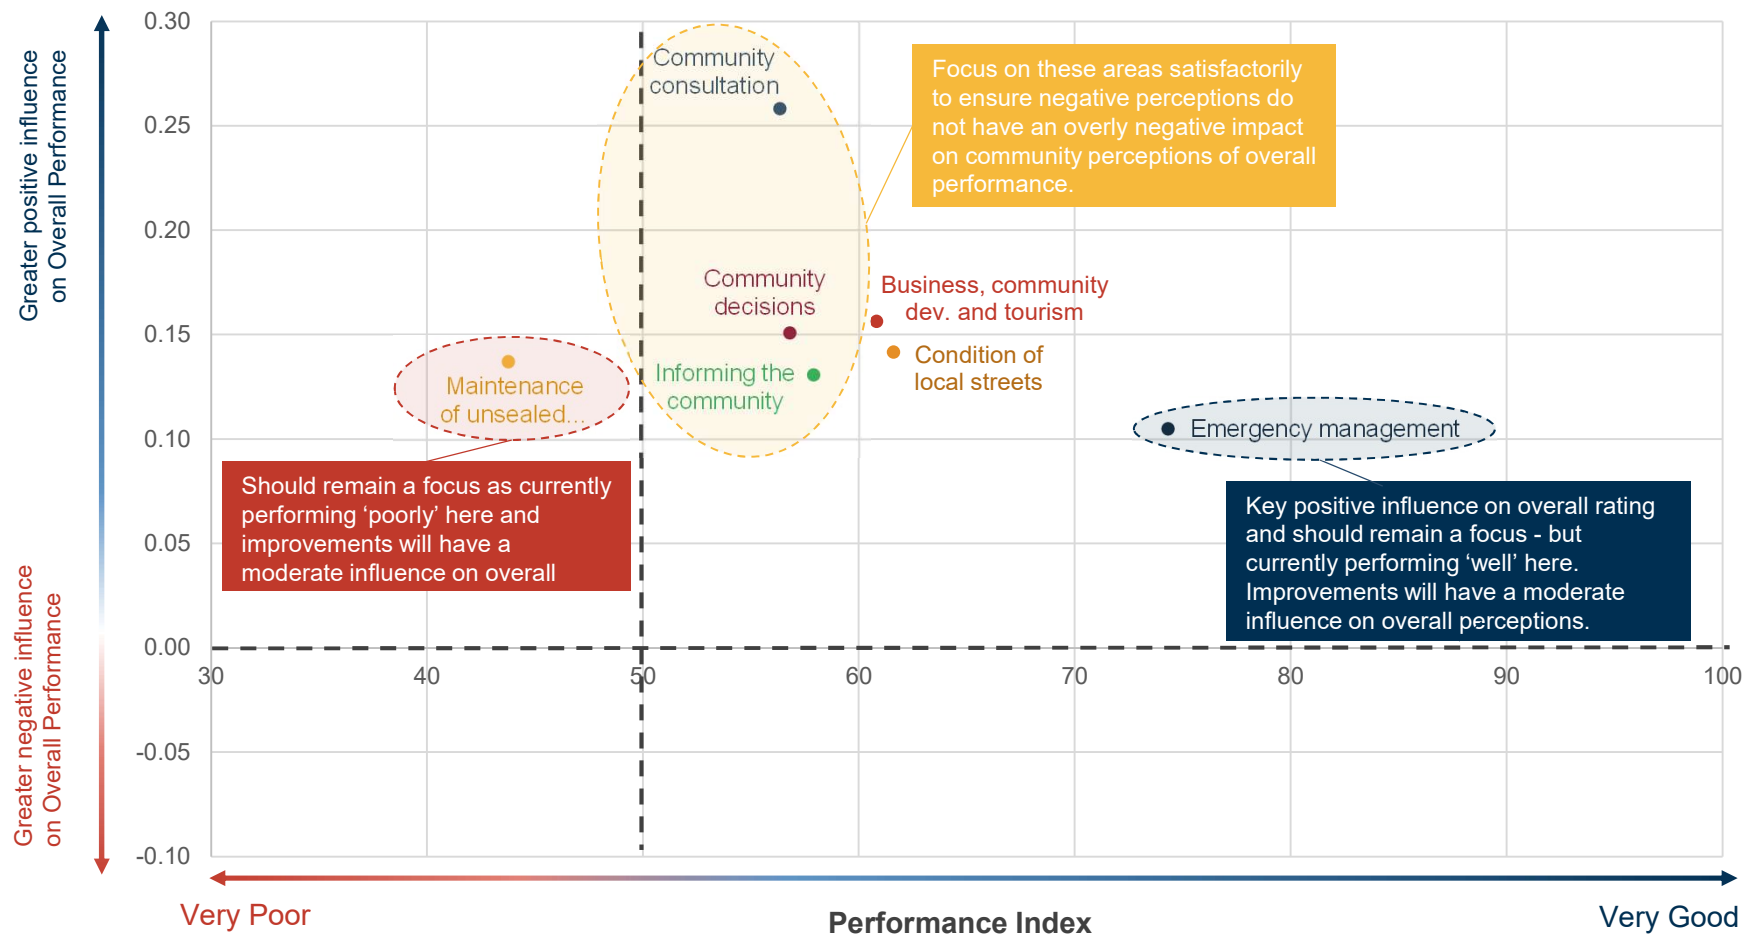 Greater positive influence
on Overall Performance
Greater negative influence
on Overall Performance
0.30
0.25
0.20
0.15
0.10
0.05
0.00
-0.05
-0.10
30
40
50
60
70
80
90
100
Community
consultation
Focus on these areas satisfactorily
to ensure negative perceptions do
not have an overly negative impact
on community perceptions of overall
performance.
Community
decisions
Business, community
dev. and tourism
Condition of
local streets
Informing the
community
Maintenance
of unsealed...
Emergency management
Should remain a focus as currently
performing ‘poorly’ here and
improvements will have a
moderate influence on overall
Key positive influence on overall rating
and should remain a focus - but
currently performing ‘well’ here.
Improvements will have a moderate
influence on overall perceptions.
Very Poor
Performance Index
Very Good